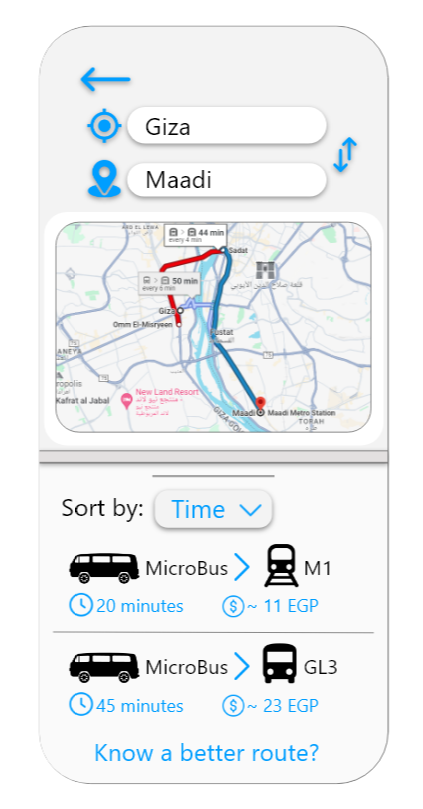 Giza
Maadi
44 min
every 4 min
Sadat
50 min
every 6 min
Giza
Omm El-Misryeen
New Land Resort
Kafrat al Jabal
Maadi
Maadi Metro Station
TORAH
Sort by: Time
MicroBus > M1
20 minutes $ ~ 11 EGP
MicroBus > GL3
45 minutes $ ~ 23 EGP
Know a better route?